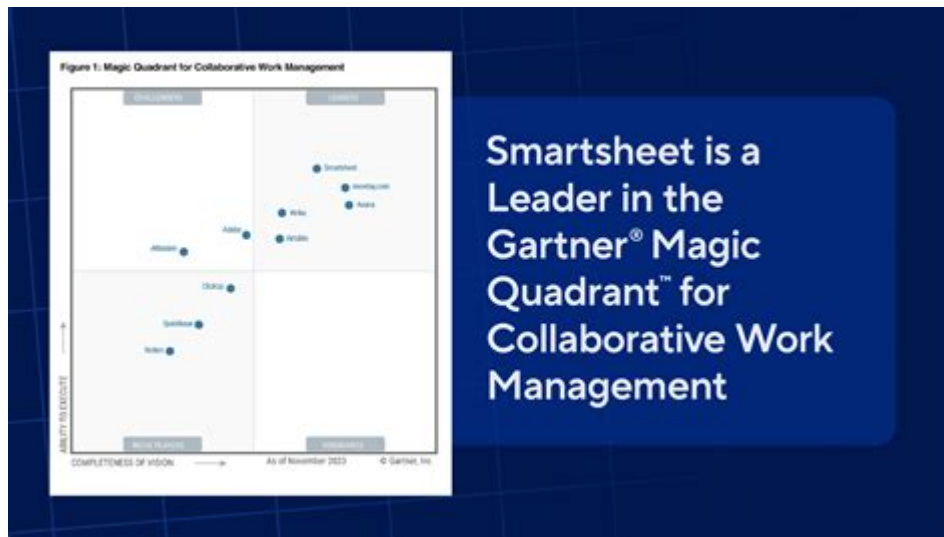 Figure 1: Magic Quadrant for Collaborative Work Management
CHALLENGERS
LEADERS
Smartsheet
monday.com
Asana
Wrike
Adobe
Airtable
Atlassian
ClickUp
Quickbase
NICHE PLAYERS
VISIONARIES
ABILITY TO EXECUTE
COMPLETENESS OF VISION
As of November 2023
© Gartner, Inc
Smartsheet is a
Leader in the
Gartner® Magic
Quadrant™ for
Collaborative Work
Management